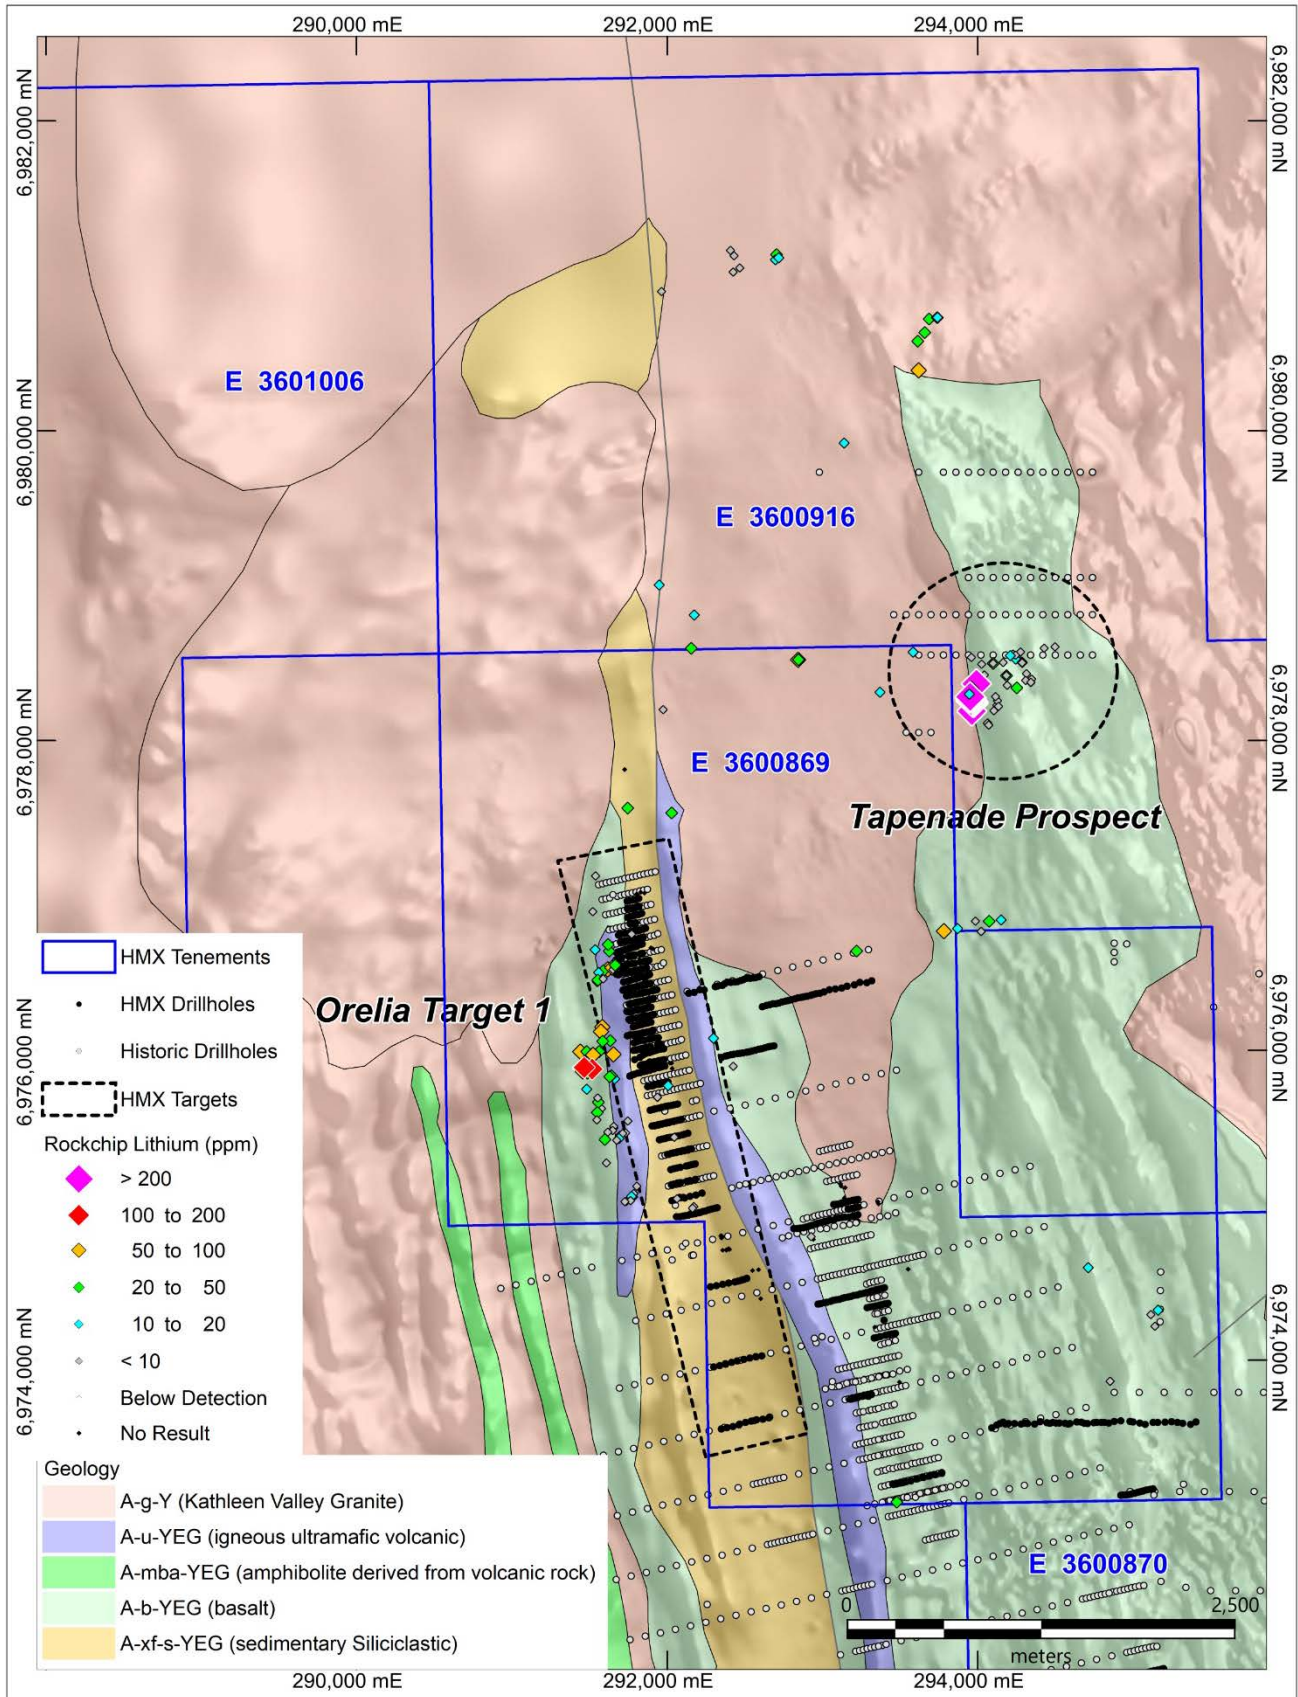 290,000 mE
292,000 mE
294,000 mE
6,982,000 mN
6,982,000 mN
E 3601006
6,980,000 mN
6,980,000 mN
E 3600916
6,978,000 mN
6,978,000 mN
E 3600869
Tapenade Prospect
Orelia Target 1
6,976,000 mN
6,976,000 mN
HMX Tenements
HMX Drillholes
Historic Drillholes
HMX Targets
Rockchip Lithium (ppm)
> 200
100 to 200
50 to 100
20 to 50
10 to 20
< 10
Below Detection
No Result
6,974,000 mN
6,974,000 mN
Geology
A-g-Y (Kathleen Valley Granite)
A-u-YEG (igneous ultramafic volcanic)
A-mba-YEG (amphibolite derived from volcanic rock)
A-b-YEG (basalt)
A-xf-s-YEG (sedimentary Siliciclastic)
E 3600870
0
2,500
meters
290,000 mE
292,000 mE
294,000 mE